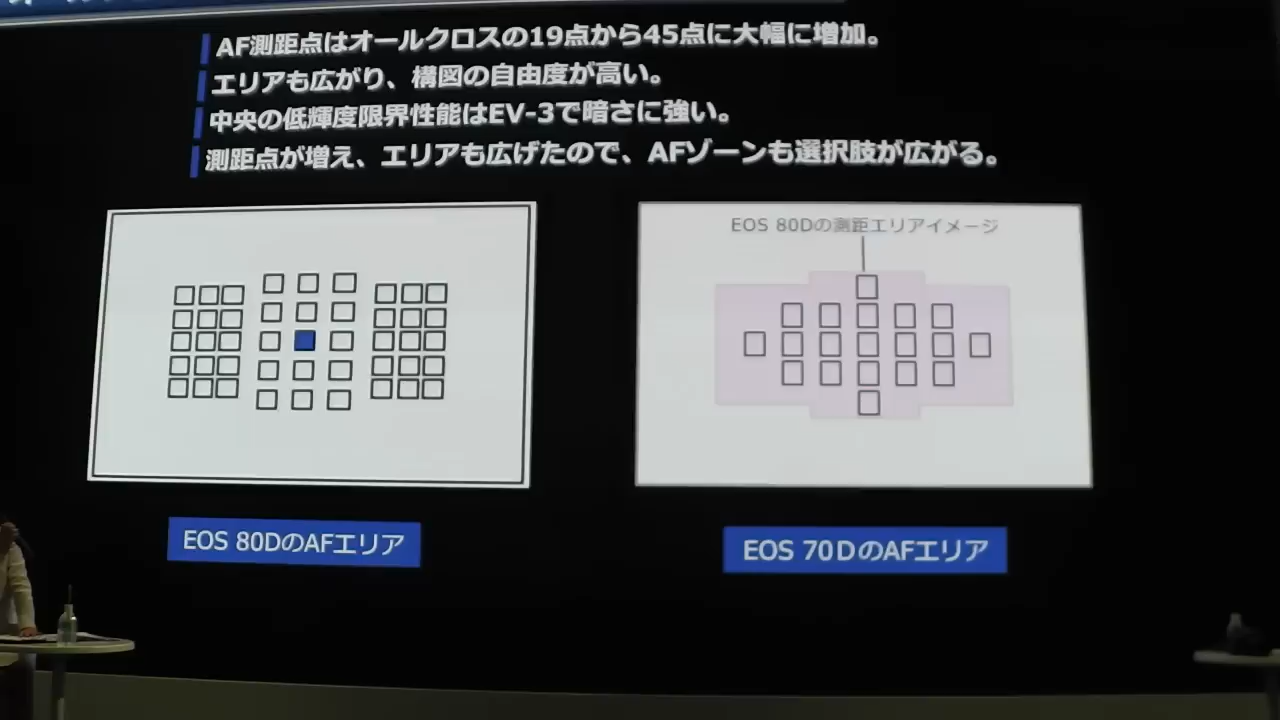 AF測距点はオールクロスの19点から45点に大幅に増加。
エリアも広がり、構図の自由度が高い。
中央の低輝度限界性能はEV-3で暗さに強い。
測距点が増え、エリアも広げたので、AFゾーンも選択肢が広がる。
EOS 80Dの測距エリアイメージ
EOS 80DのAFエリア
EOS 70DのAFエリア